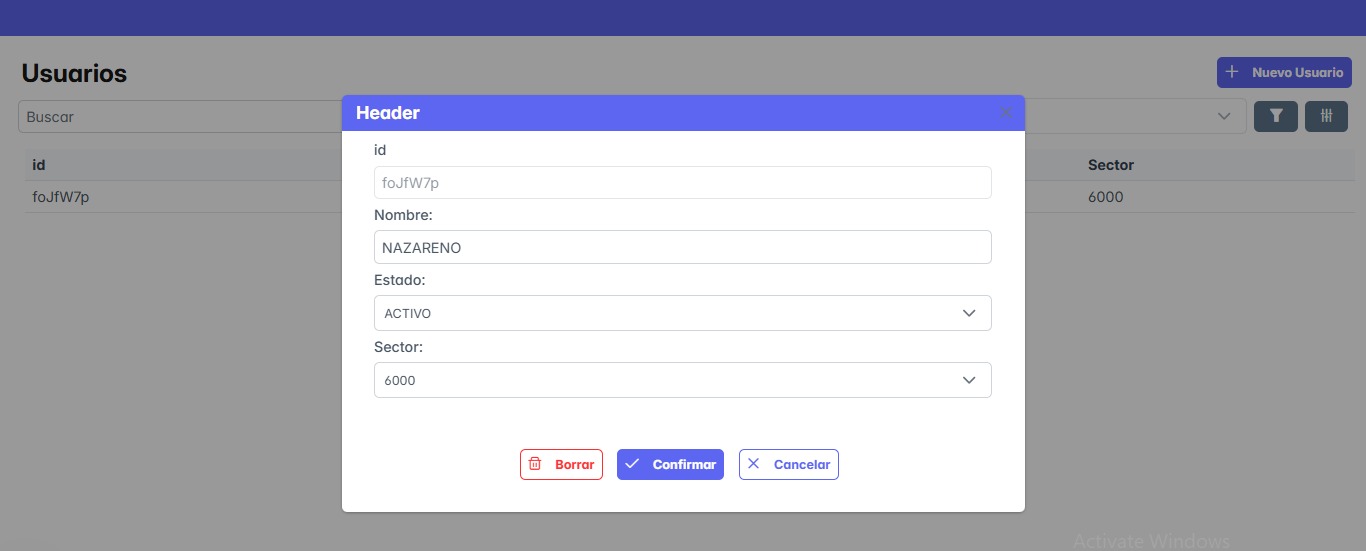 Usuarios
Nuevo Usuario
Header
Buscar
id
id
Sector
foJfW7p
foJfW7p
6000
Nombre:
NAZARENO
Estado:
ACTIVO
Sector:
6000
Borrar
Confirmar
Cancelar
Activate Windows